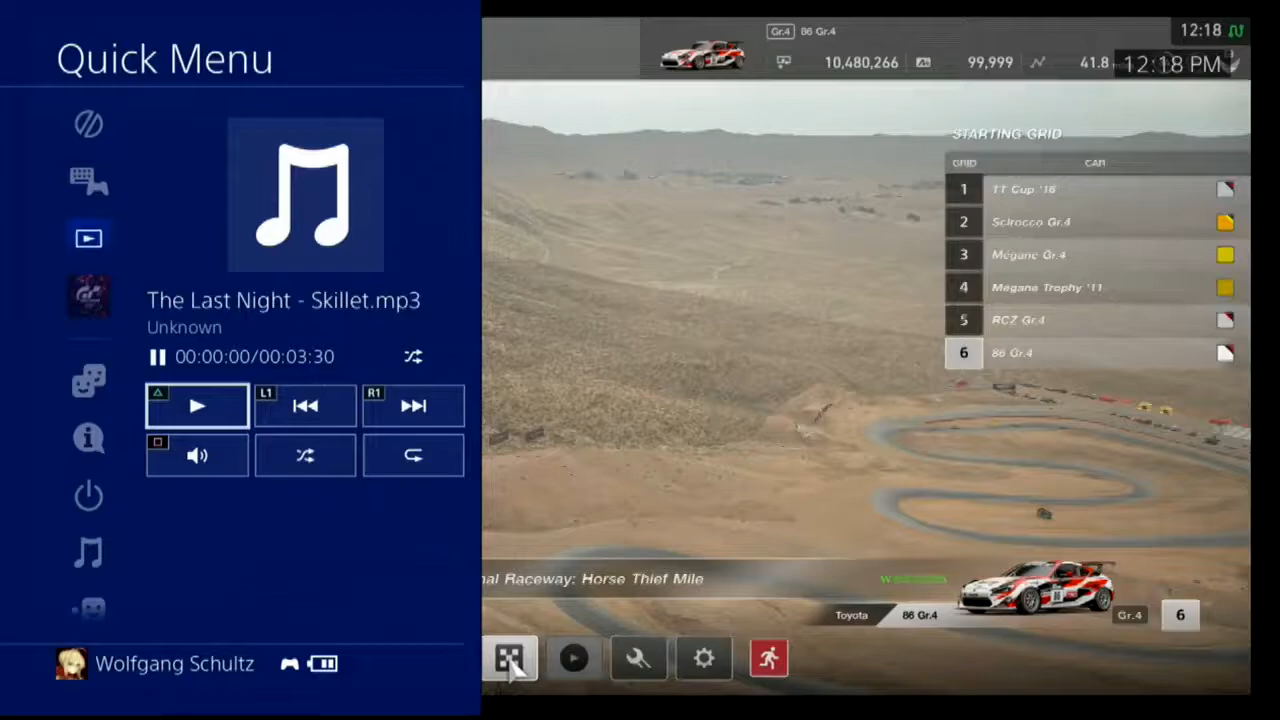 Quick Menu
The Last Night - Skillet.mp3
Unknown
00:00:00/00:03:30
L1
R1
Wolfgang Schultz
Gr.4 86 Gr.4
12:18
10,480,266
99,999
41.8
12:18 PM
STARTING GRID
GRID CAR
1 TT Cup '16
2 Scirocco Gr.4
3 Mégane Gr.4
4 Mégane Trophy '11
5 RCZ Gr.4
6 86 Gr.4
nal Raceway: Horse Thief Mile
Toyota 86 Gr.4 Gr.4 6